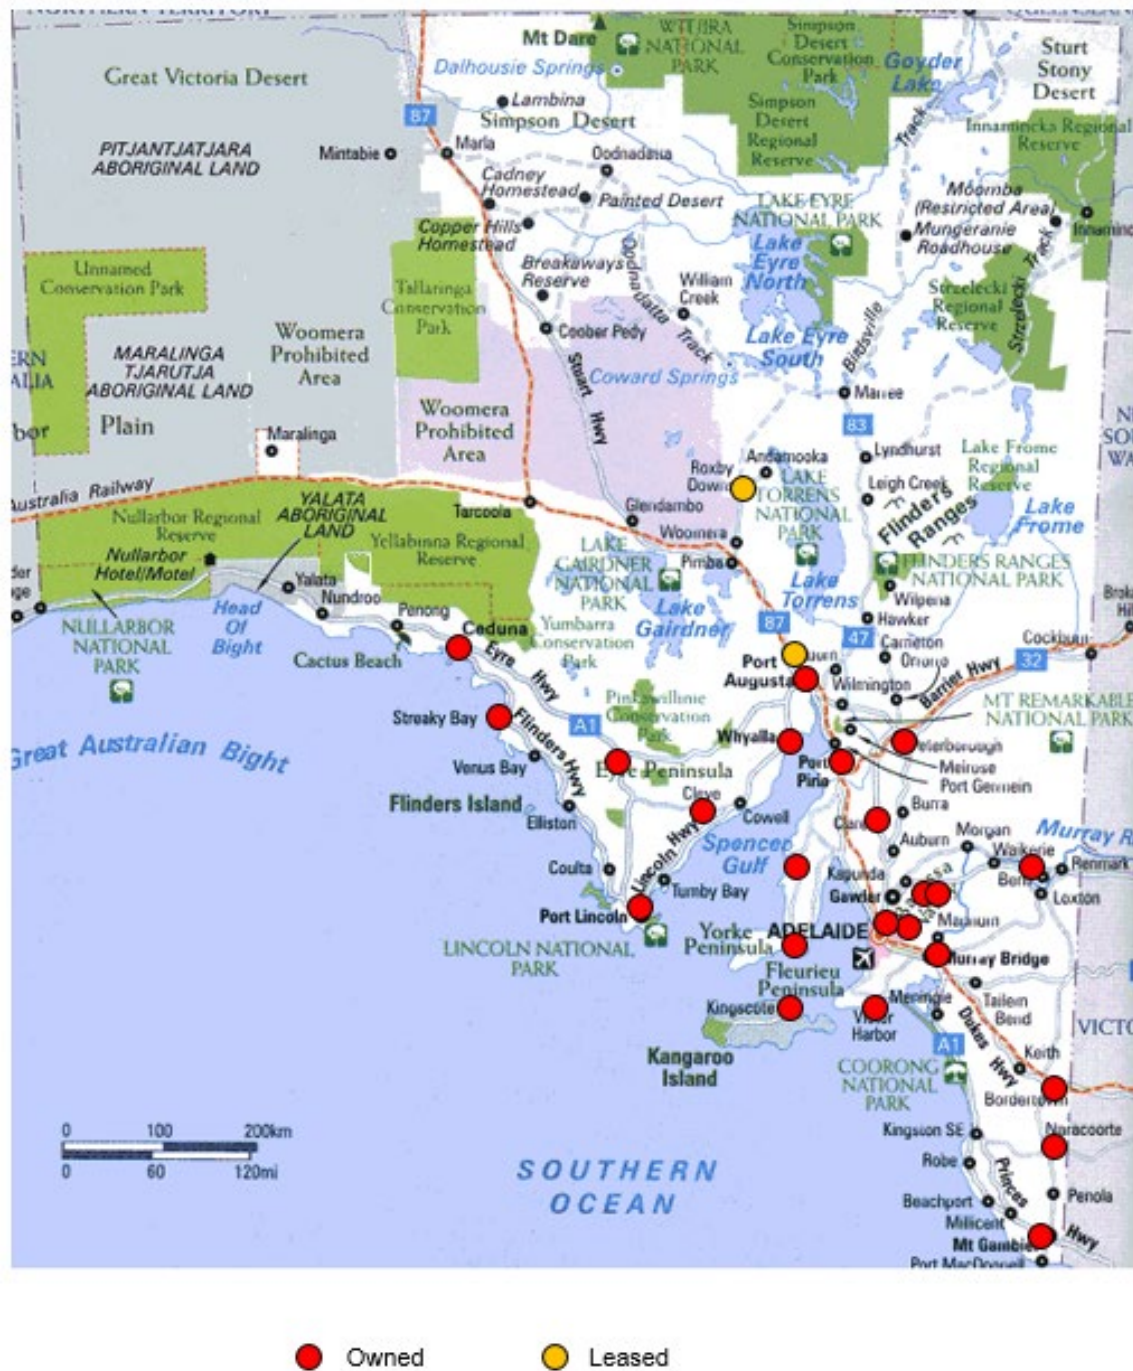 NORTHERN TERRITORY
Great Victoria Desert
Mt Dare
WITJIRA
NATIONAL
PARK
Dalhousie Springs
Simpson
Desert
Conservation
Park
Goyder
Lake
Sturt
Stony
Desert
87
Lambina
Simpson Desert
Simpson
Desert
Regional
Reserve
Track
Innamincka Regional
Reserve
PITJANTJATJARA
ABORIGINAL LAND
Mintabie
Marla
Oodnadatta
Cadney
Homestead
Painted Desert
LAKE EYRE
NATIONAL PARK
Moomba
(Restricted Area)
Mungeranie
Roadhouse
Copper Hills
Homestead
Lake
Eyre
North
Unnamed
Conservation Park
Tallaringa
Conservation
Park
Breakaways
Reserve
Oodnadatta
Track
William
Creek
Strzelecki
Regional
Reserve
Strzelecki
Track
Woomera
Prohibited
Area
Coober Pedy
Lake Eyre
South
Birdsville
MARALINGA
TJARUTJA
ABORIGINAL LAND
Stuart
Hwy
Coward Springs
Marree
Plain
Woomera
Prohibited
Area
83
Maralinga
Roxby
Andamooka
Lyndhurst
Lake Frome
Regional
Reserve
Australia Railway
LAKE
TORRENS
NATIONAL
PARK
Leigh Creek
Flinders
Ranges
Lake
Frome
Nullarbor Regional
Reserve
YALATA
ABORIGINAL
LAND
Tarcoola
Glendambo
Woomera
Nullarbor
Hotel/Motel
Yellabinna Regional
Reserve
LAKE
GAIRDNER
NATIONAL
PARK
Pimba
FLINDERS RANGES
NATIONAL PARK
Yalata
Nundroo
Penong
Lake
Torrens
Wilpena
NULLARBOR
NATIONAL
PARK
Head
Of
Bight
Ceduna
Yumbarra
Conservation
Park
Lake
Gairdner
87
47
Hawker
Cockburn
Cactus Beach
Eyre
Hwy
Port
Augusta
Barrier Hwy
32
Wilmington
Streaky Bay
Flinders Hwy
A1
Pinkawillinie
Conservation
Park
Whyalla
MT REMARKABLE
NATIONAL PARK
Great Australian Bight
Venus Bay
Eyre Peninsula
Port
Pirie
Peterborough
Melrose
Port Germein
Flinders Island
Cleve
Cowell
Burra
Elliston
Lincoln Hwy
Spencer
Gulf
Auburn
Morgan
Waikerie
Renmark
Coulta
Tumby Bay
Kapunda
Gawler
Loxton
Port Lincoln
LINCOLN NATIONAL
PARK
Yorke
Peninsula
ADELAIDE
Mannum
Murray Bridge
Fleurieu
Peninsula
Kingscote
Meningie
Harbor
Tailem
Bend
Dukes
Hwy
VICTO
Kangaroo
Island
A1
Keith
COORONG
NATIONAL
PARK
Bordertown
0 100 200km
0 60 120mi
Kingson SE
Naracoorte
SOUTHERN
OCEAN
Robe
Princes
Hwy
Beachport
Penola
Millicent
Mt Gambier
Port MacDonnell
Owned
Leased